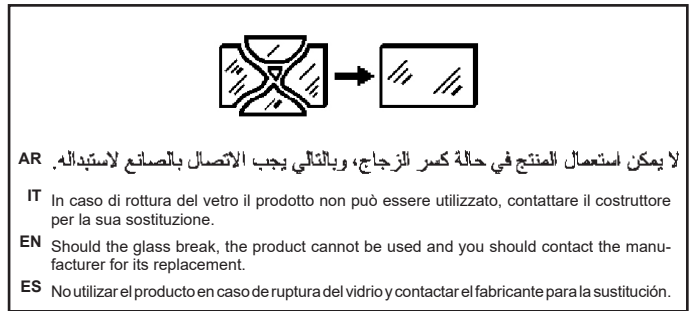 AR لا يمكن استعمال المنتج في حالة كسر الزجاج، وبالتالي يجب الاتصال بالصانع لاستبداله.
IT In caso di rottura del vetro il prodotto non può essere utilizzato, contattare il costruttore
per la sua sostituzione.
EN Should the glass break, the product cannot be used and you should contact the manu-
facturer for its replacement.
ES No utilizar el producto en caso de ruptura del vidrio y contactar el fabricante para la sustitución.